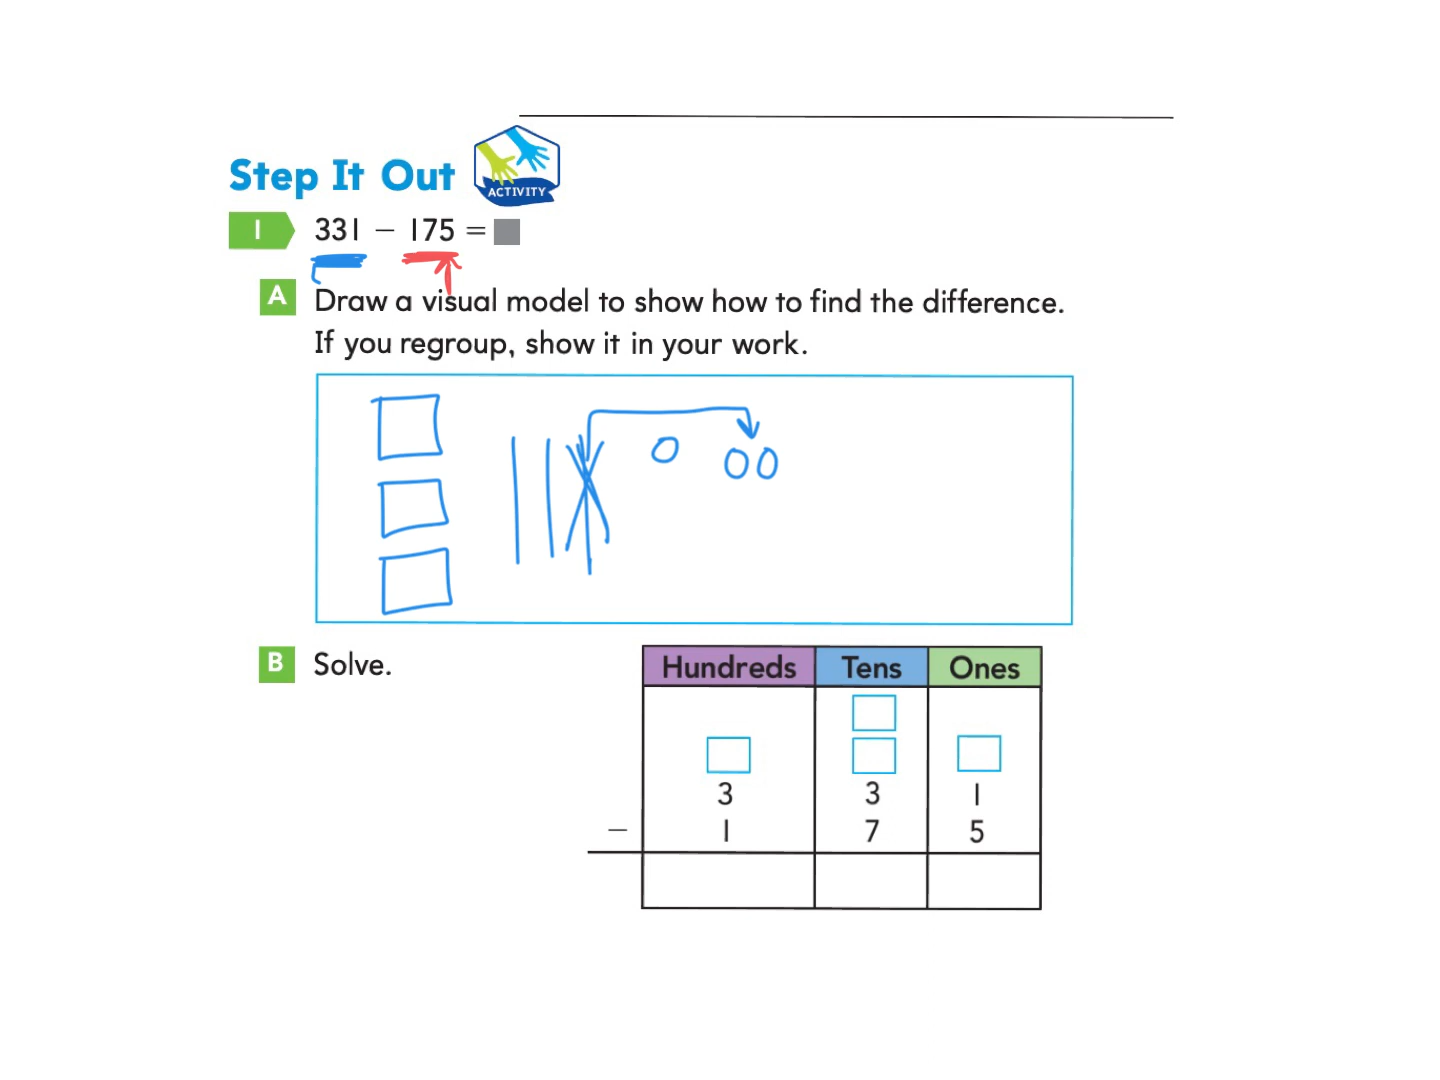 Step It Out
ACTIVITY
1 331 − 175 =
A Draw a visual model to show how to find the difference.
If you regroup, show it in your work.
B Solve.
Hundreds Tens Ones
3 3 1
− 1 7 5